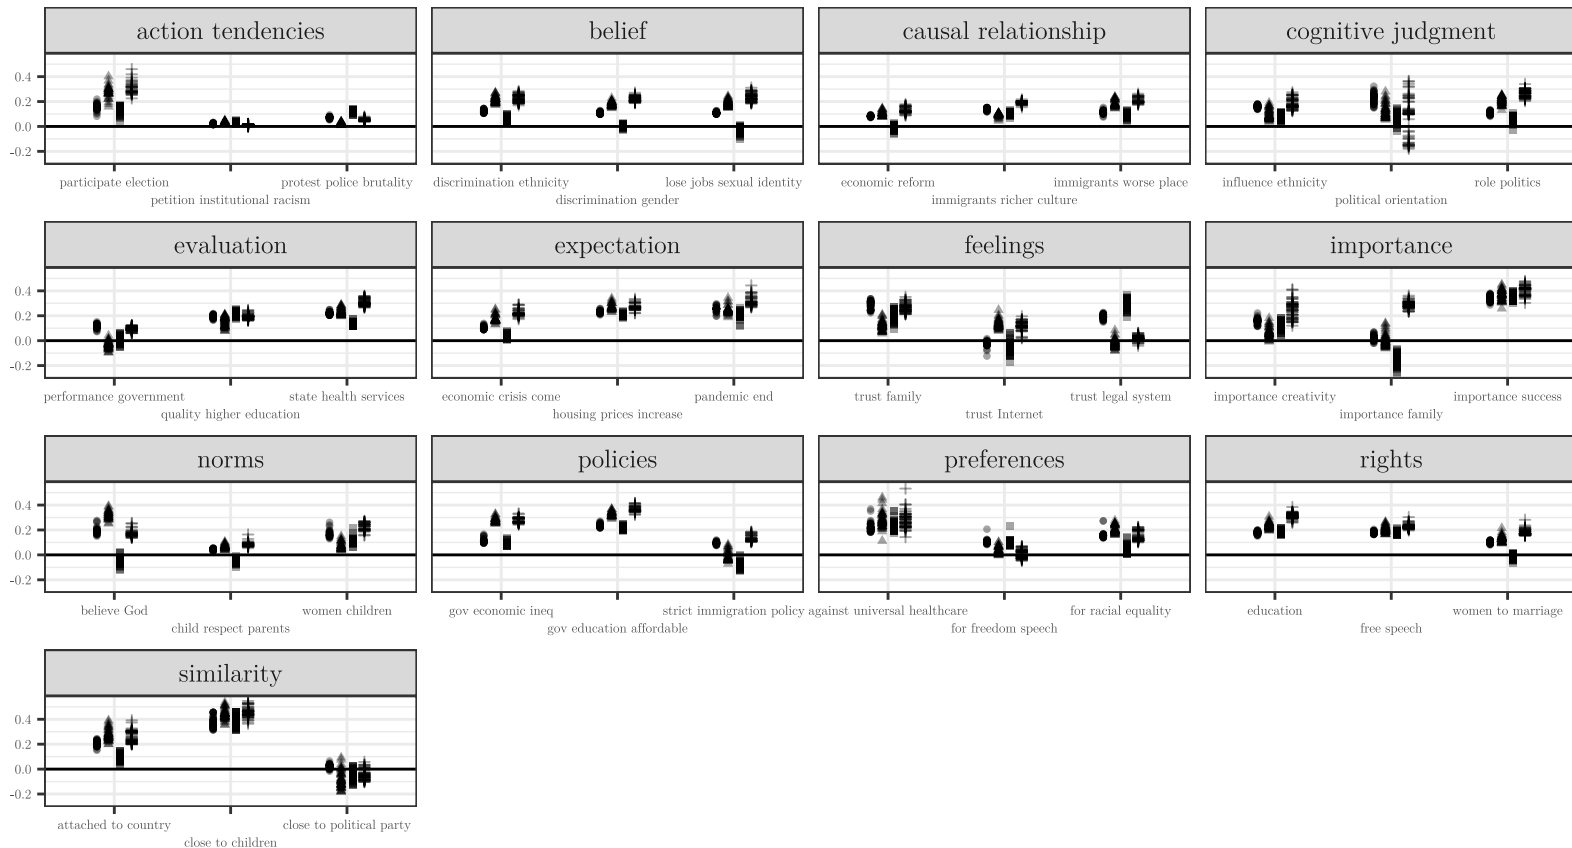 action tendencies
belief
causal relationship
cognitive judgment
0.4
0.2
0.0
-0.2
participate election
protest police brutality
discrimination ethnicity
lose jobs sexual identity
economic reform
immigrants worse place
influence ethnicity
role politics
petition institutional racism
discrimination gender
immigrants richer culture
political orientation
evaluation
expectation
feelings
importance
0.4
0.2
0.0
-0.2
performance government
state health services
economic crisis come
pandemic end
trust family
trust legal system
importance creativity
importance success
quality higher education
housing prices increase
trust Internet
importance family
norms
policies
preferences
rights
0.4
0.2
0.0
-0.2
believe God
women children
gov economic ineq
strict immigration policy
against universal healthcare
for racial equality
education
women to marriage
child respect parents
gov education affordable
for freedom speech
free speech
similarity
0.4
0.2
0.0
-0.2
attached to country
close to political party
close to children